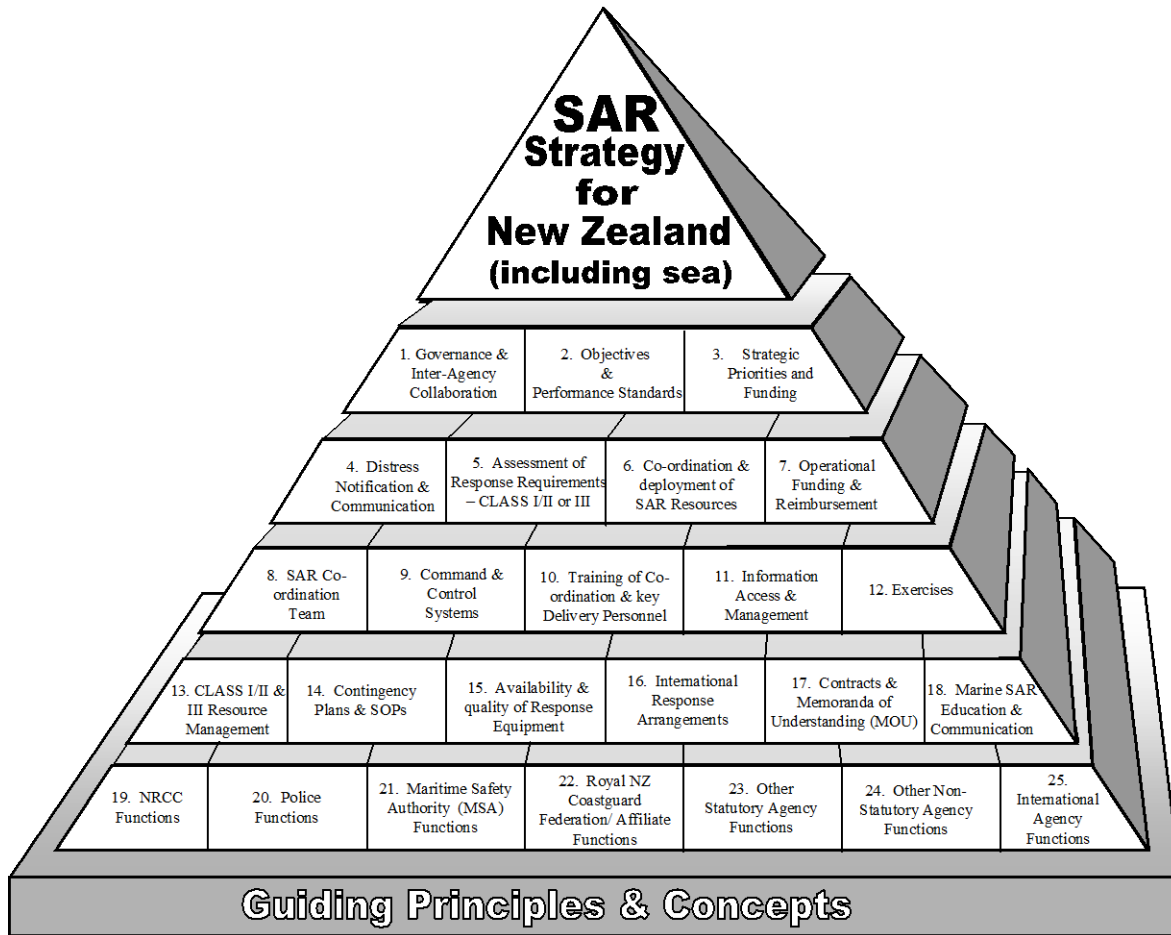 SAR
Strategy
for
New Zealand
(including sea)
1. Governance &
Inter-Agency
Collaboration
2. Objectives
&
Performance Standards
3. Strategic
Priorities and
Funding
4. Distress
Notification &
Communication
5. Assessment of
Response Requirements
– CLASS I/II or III
6. Co-ordination &
deployment of
SAR Resources
7. Operational
Funding &
Reimbursement
8. SAR Co-
ordination
Team
9. Command &
Control
Systems
10. Training of Co-
ordination & key
Delivery Personnel
11. Information
Access &
Management
12. Exercises
13. CLASS I/II &
III Resource
Management
14. Contingency
Plans & SOPs
15. Availability &
quality of Response
Equipment
16. International
Response
Arrangements
17. Contracts &
Memoranda of
Understanding (MOU)
18. Marine SAR
Education &
Communication
19. NRCC
Functions
20. Police
Functions
21. Maritime Safety
Authority (MSA)
Functions
22. Royal NZ
Coastguard
Federation/ Affiliate
Functions
23. Other
Statutory Agency
Functions
24. Other Non-
Statutory Agency
Functions
25.
International
Agency
Functions
Guiding Principles & Concepts